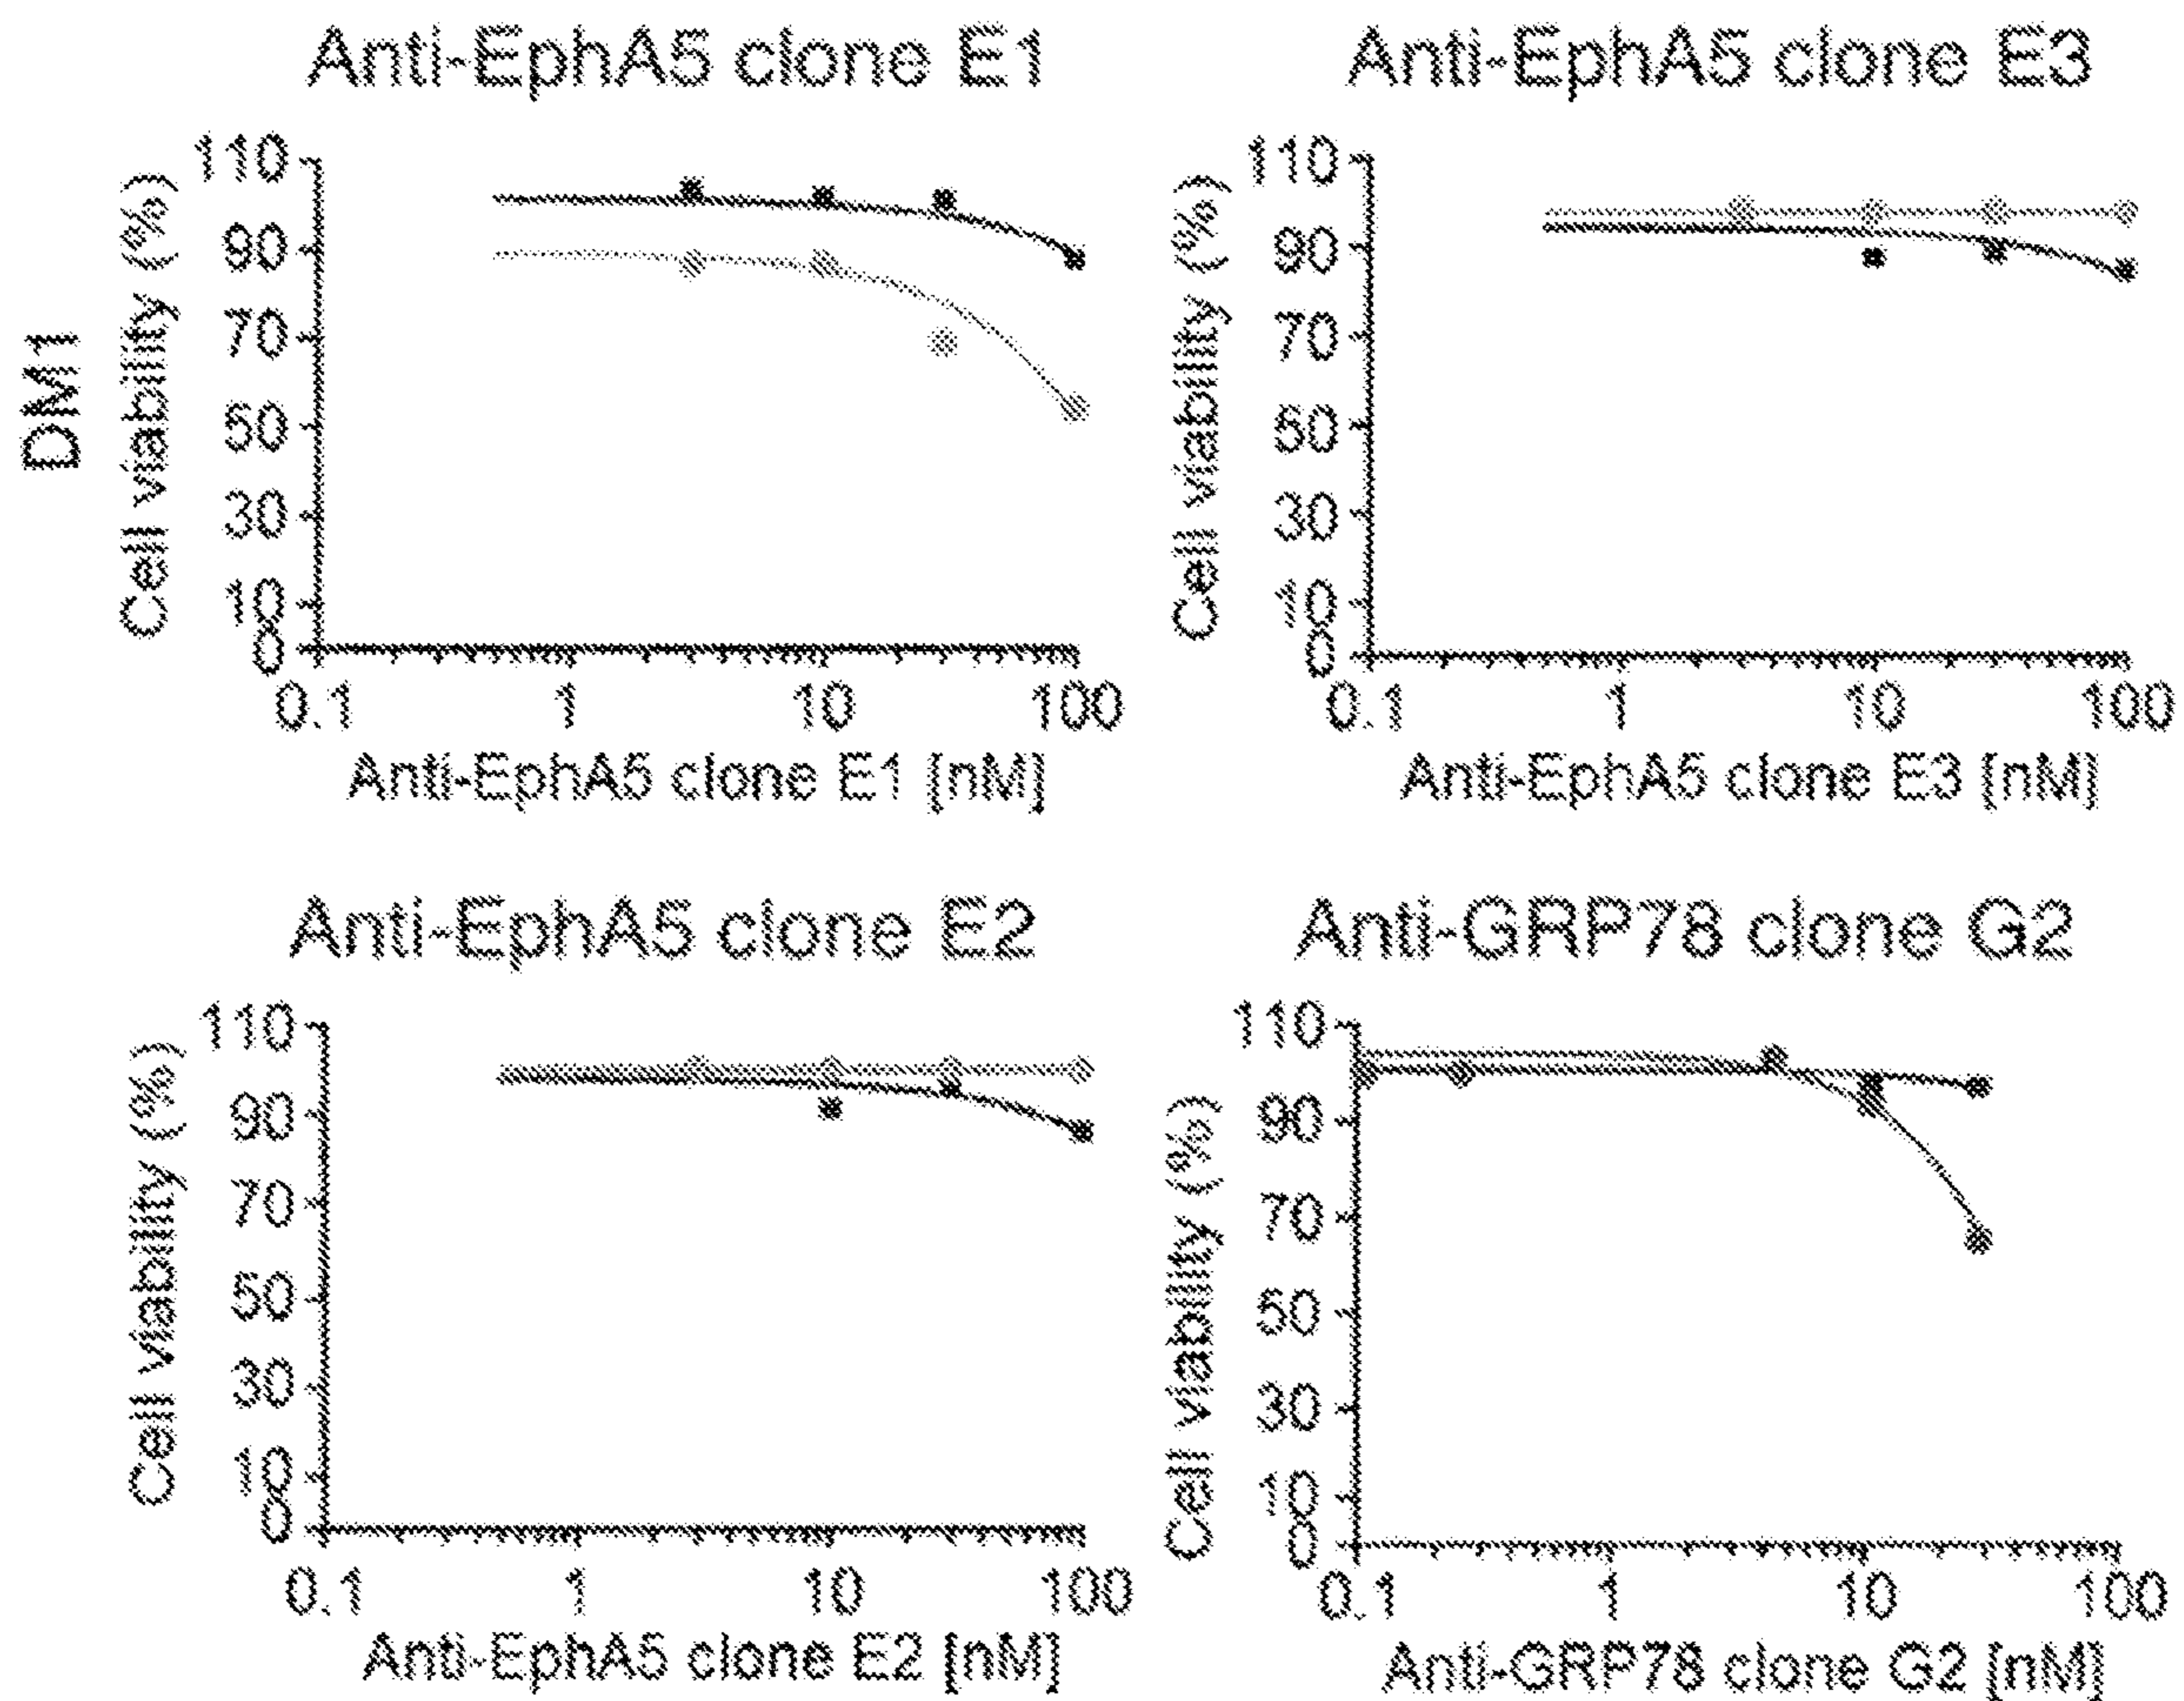 Anti-EphA5 clone E1
DM1
Cell viability (%)
110
90
70
50
30
10
0
0.1 1 10 100
Anti-EphA5 clone E1 [nM]
Anti-EphA5 clone E3
Cell viability (%)
110
90
70
50
30
10
0
0.1 1 10 100
Anti-EphA5 clone E3 [nM]
Anti-EphA5 clone E2
Cell viability (%)
110
90
70
50
30
10
0
0.1 1 10 100
Anti-EphA5 clone E2 [nM]
Anti-GRP78 clone G2
Cell viability (%)
110
90
70
50
30
10
0
0.1 1 10 100
Anti-GRP78 clone G2 [nM]